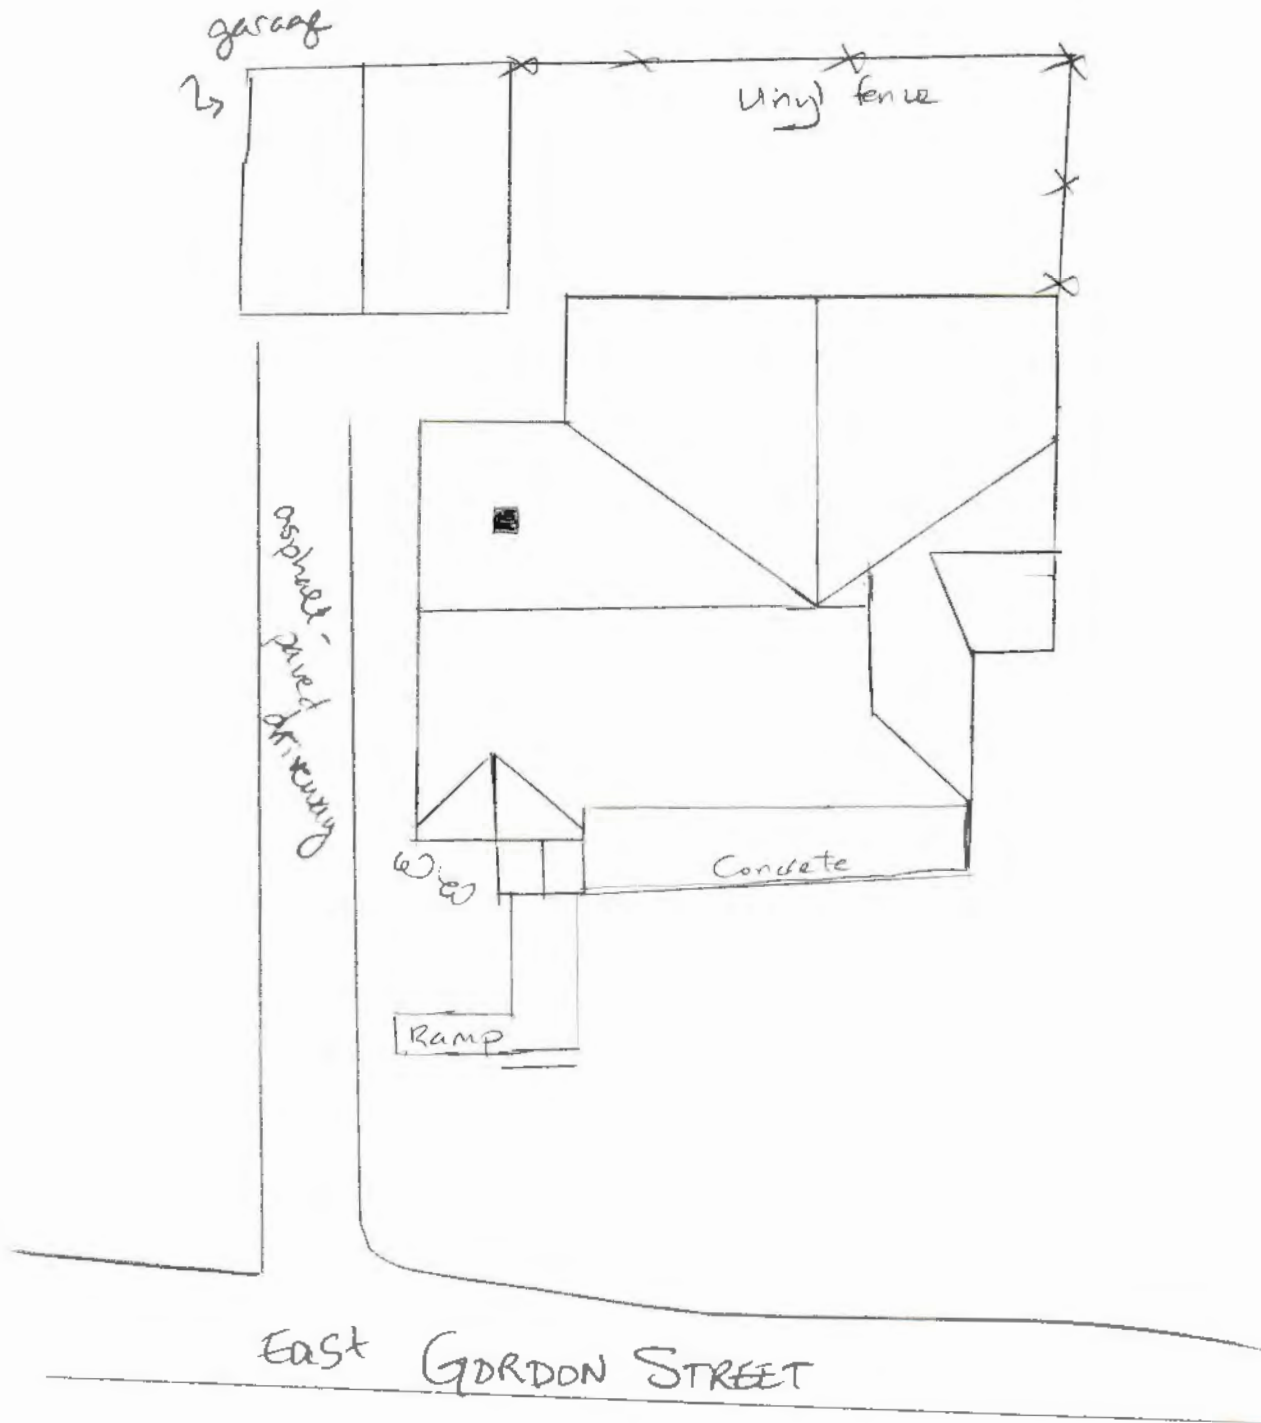 garage
Vinyl fence
asphalt-
paved
driveway
Concrete
Ramp
East GORDON STREET